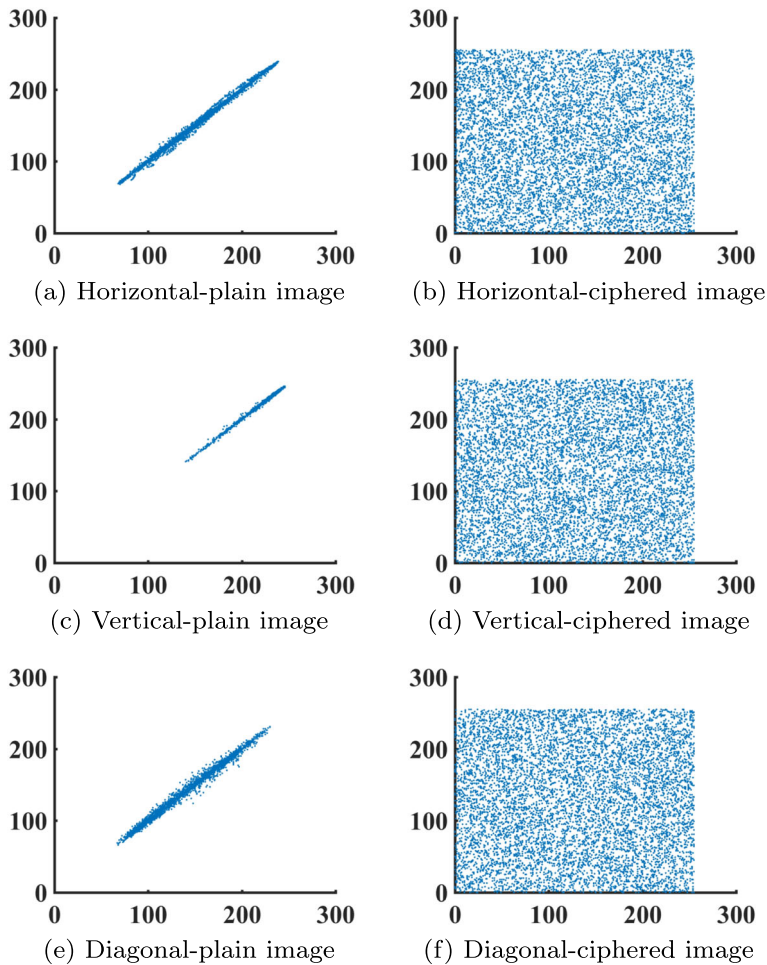 300
200
100
0
0 100 200 300
(a) Horizontal-plain image
300
200
100
0
0 100 200 300
(b) Horizontal-ciphered image
300
200
100
0
0 100 200 300
(c) Vertical-plain image
300
200
100
0
0 100 200 300
(d) Vertical-ciphered image
300
200
100
0
0 100 200 300
(e) Diagonal-plain image
300
200
100
0
0 100 200 300
(f) Diagonal-ciphered image